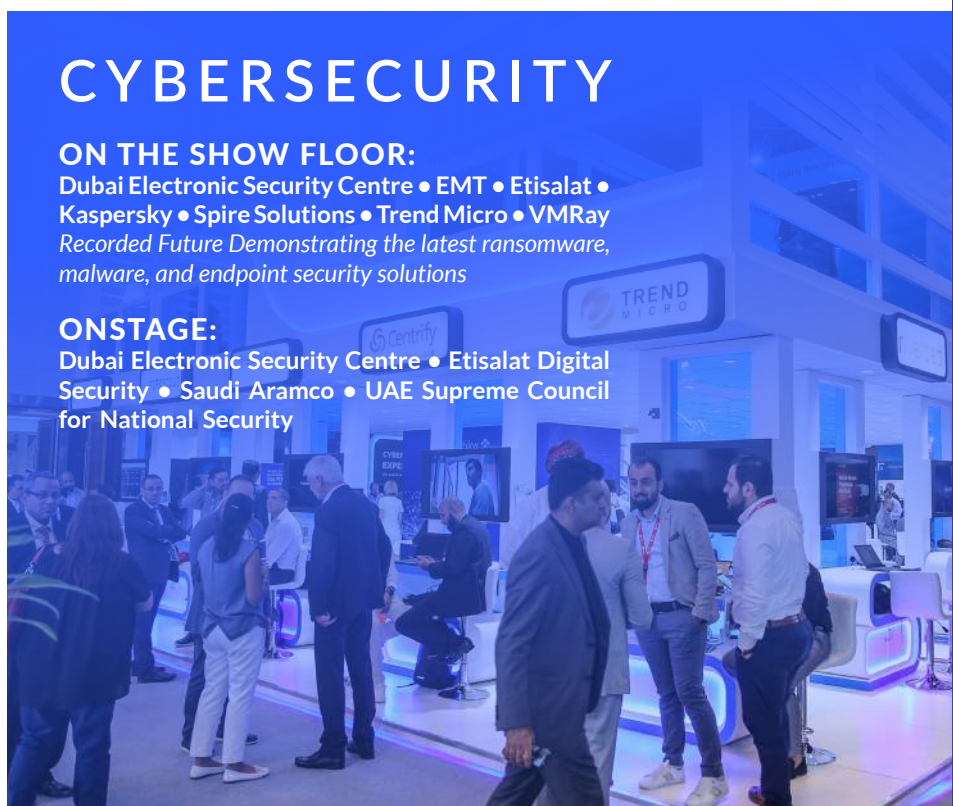 CYBERSECURITY
ON THE SHOW FLOOR:
Dubai Electronic Security Centre ● EMT ● Etisalat ●
Kaspersky ● Spire Solutions ● Trend Micro ● VMRay
Recorded Future Demonstrating the latest ransomware,
malware, and endpoint security solutions
ONSTAGE:
Dubai Electronic Security Centre ● Etisalat Digital
Security ● Saudi Aramco ● UAE Supreme Council
for National Security
TREND
MICRO
Centrify